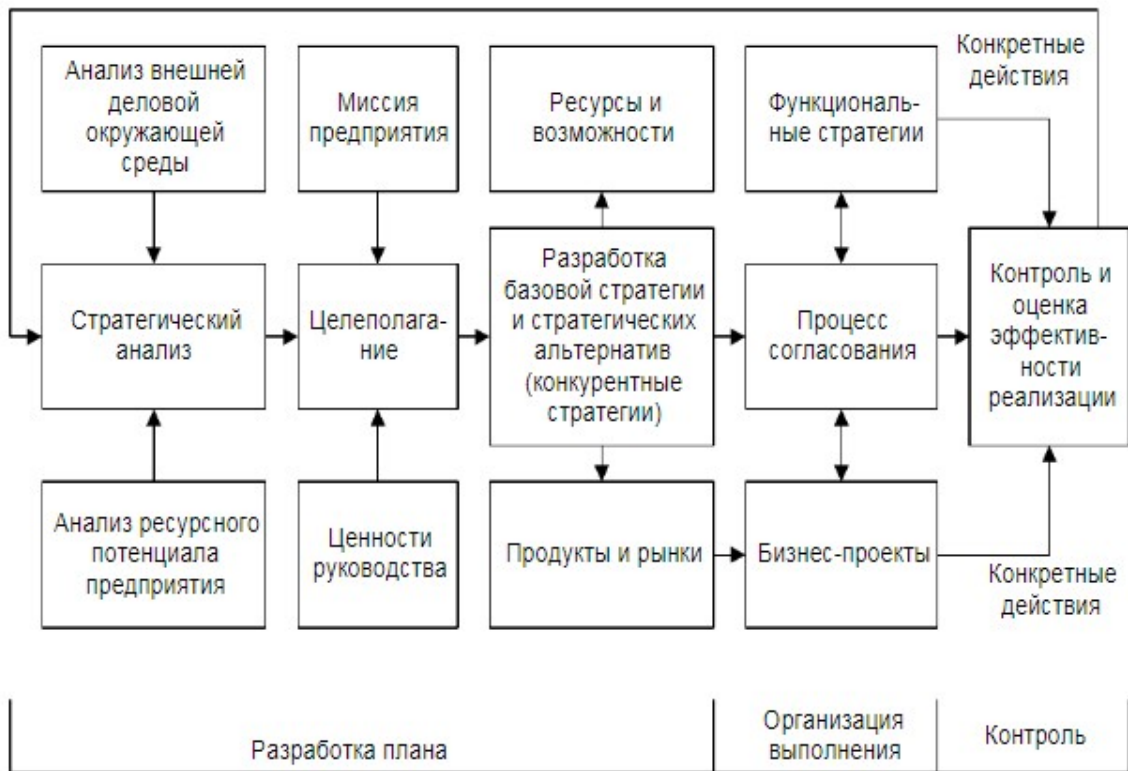 Анализ внешней
деловой
окружающей
среды
Миссия
предприятия
Ресурсы и
возможности
Функциональ-
ные стратегии
Конкретные
действия
Стратегический
анализ
Целеполага-
ние
Разработка
базовой стратегии
и стратегических
альтернатив
(конкурентные
стратегии)
Процесс
согласования
Контроль и
оценка
эффектив-
ности
реализации
Анализ ресурсного
потенциала
предприятия
Ценности
руководства
Продукты и рынки
Бизнес-проекты
Конкретные
действия
Разработка плана
Организация
выполнения
Контроль